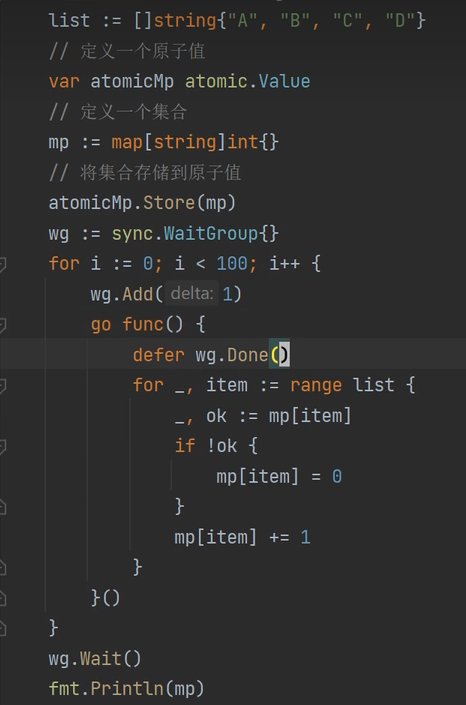 list := []string{"A", "B", "C", "D"}
// 定义一个原子值
var atomicMp atomic.Value
// 定义一个集合
mp := map[string]int{}
// 将集合存储到原子值
atomicMp.Store(mp)
wg := sync.WaitGroup{}
for i := 0; i < 100; i++ {
wg.Add( delta: 1)
go func() {
defer wg.Done()
for _, item := range list {
_, ok := mp[item]
if !ok {
mp[item] = 0
}
mp[item] += 1
}
}()
}
wg.Wait()
fmt.Println(mp)